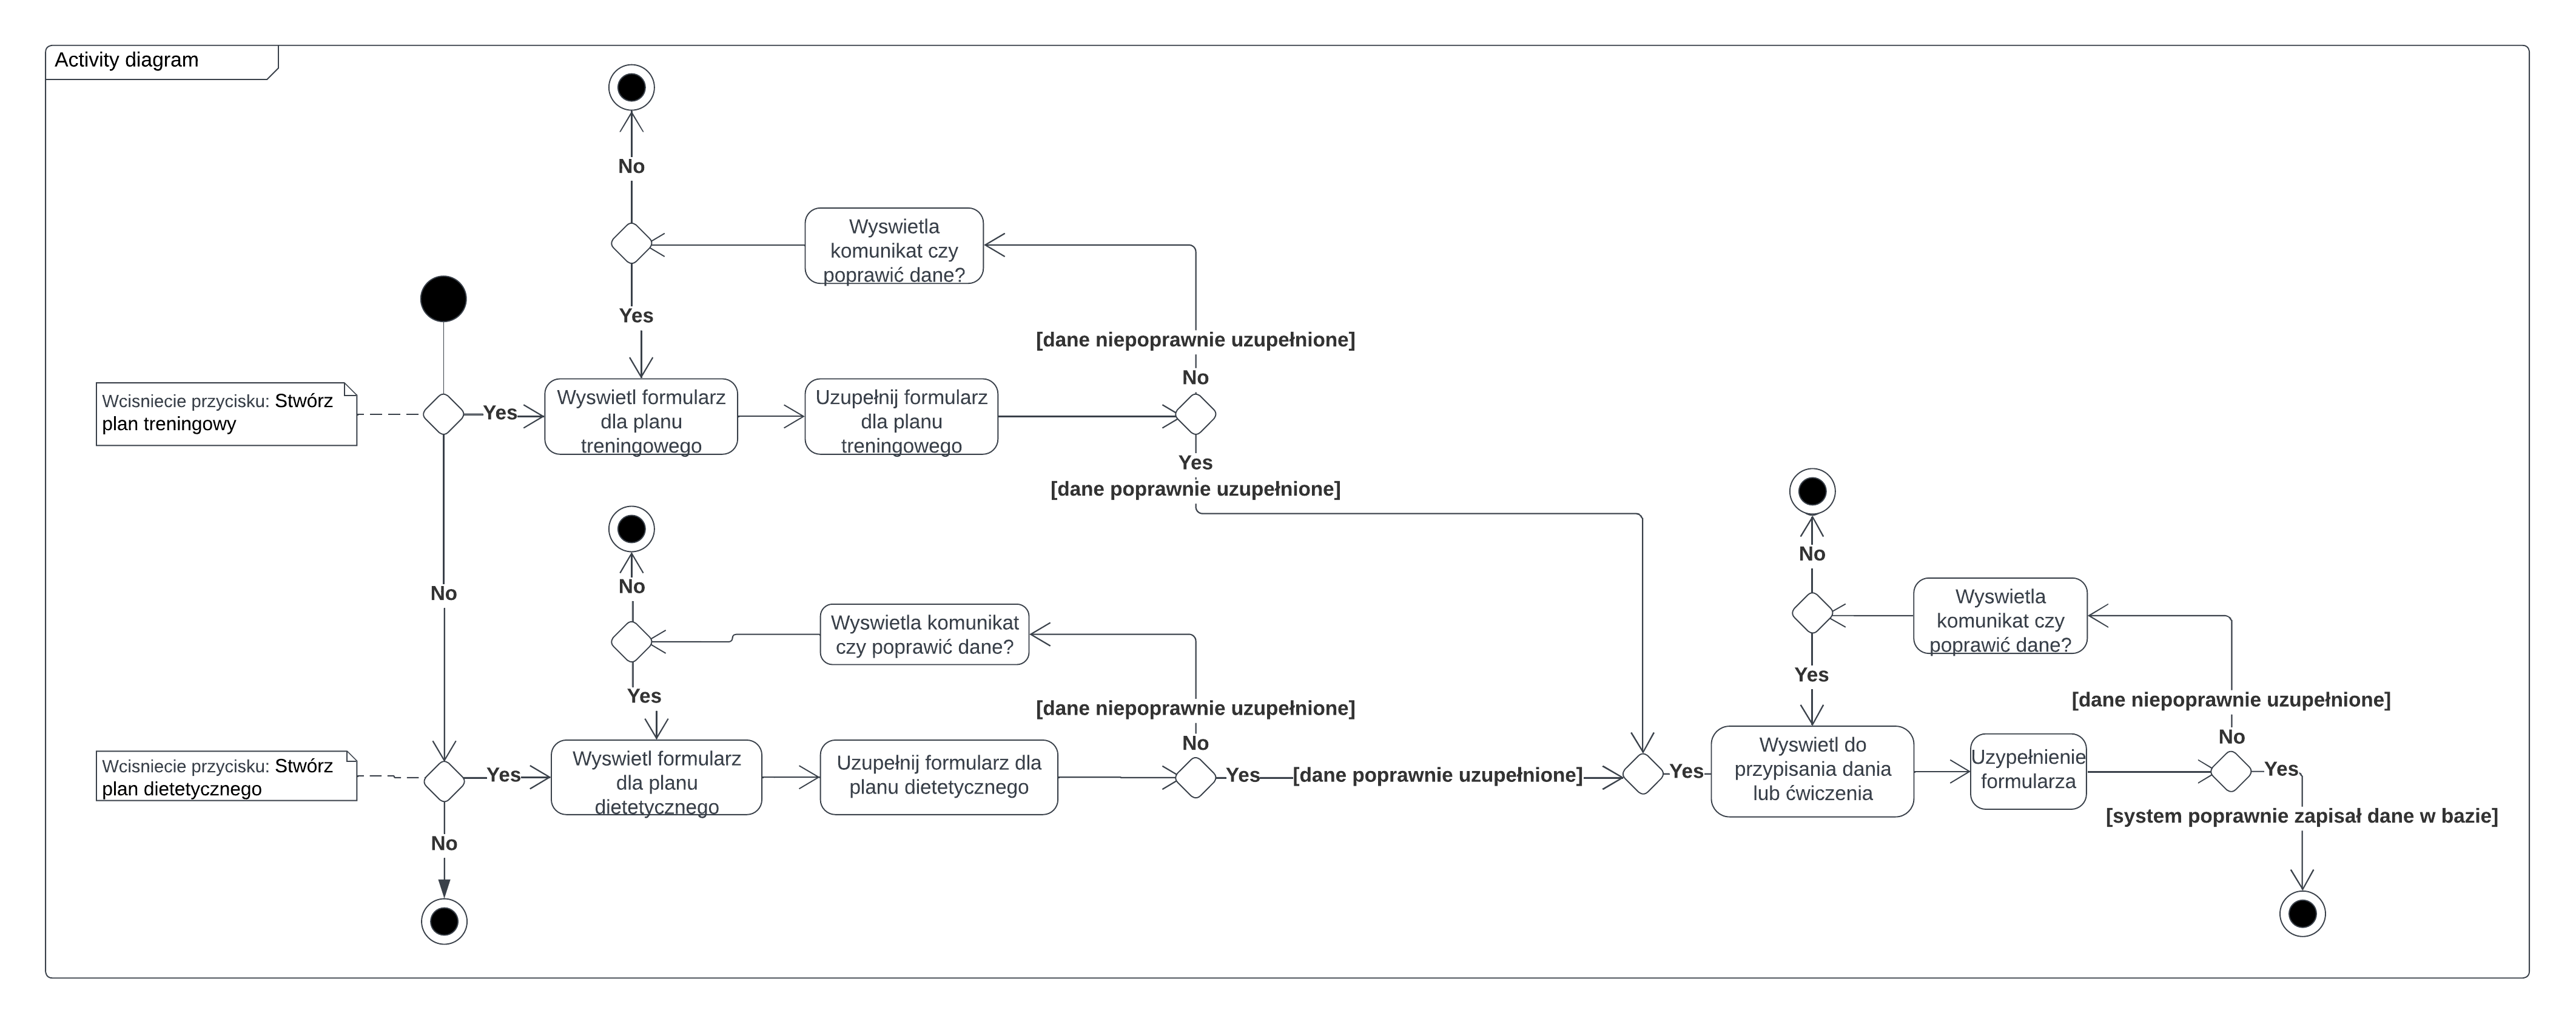 Activity diagram
No
Wyswietla
komunikat czy
poprawić dane?
Yes
[dane niepoprawnie uzupełnione]
No
Wcisniecie przycisku: Stwórz
plan treningowy
Yes
Wyswietl formularz
dla planu
treningowego
Uzupełnij formularz
dla planu
treningowego
Yes
[dane poprawnie uzupełnione]
No
No
Wyswietla komunikat
czy poprawić dane?
Yes
[dane niepoprawnie uzupełnione]
No
Wcisniecie przycisku: Stwórz
plan dietetycznego
Yes
Wyswietl formularz
dla planu
dietetycznego
Uzupełnij formularz dla
planu dietetycznego
Yes
[dane poprawnie uzupełnione]
No
No
Wyswietla
komunikat czy
poprawić dane?
Yes
[dane niepoprawnie uzupełnione]
No
Yes
Wyswietl do
przypisania dania
lub ćwiczenia
Uzypełnienie
formularza
Yes
[system poprawnie zapisał dane w bazie]